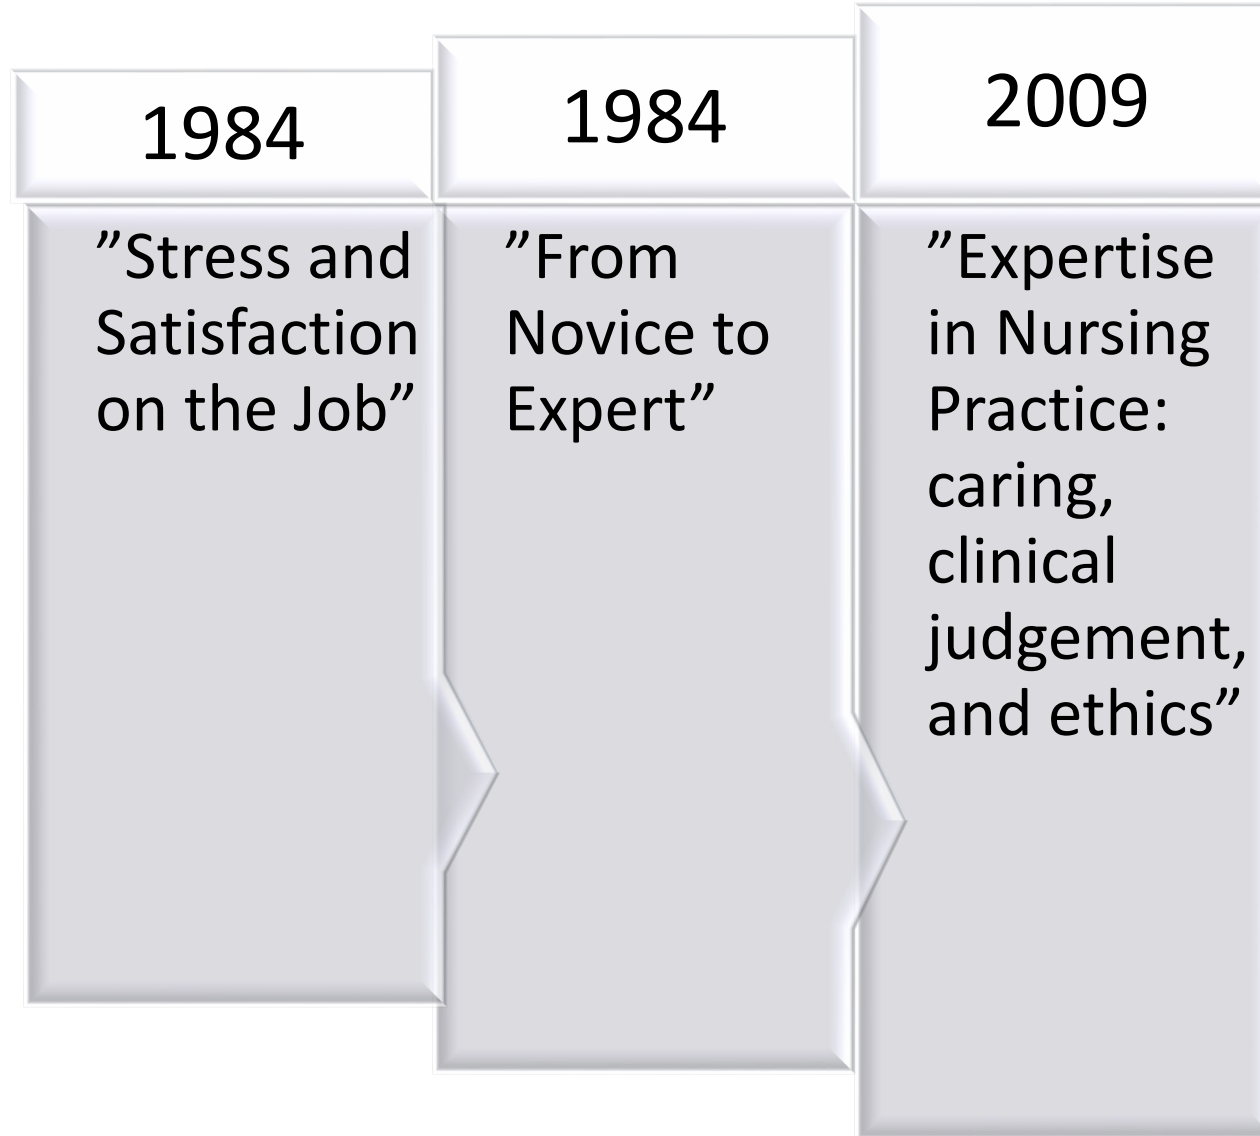 1984
”Stress and
Satisfaction
on the Job”
1984
”From
Novice to
Expert”
2009
”Expertise
in Nursing
Practice:
caring,
clinical
judgement,
and ethics”